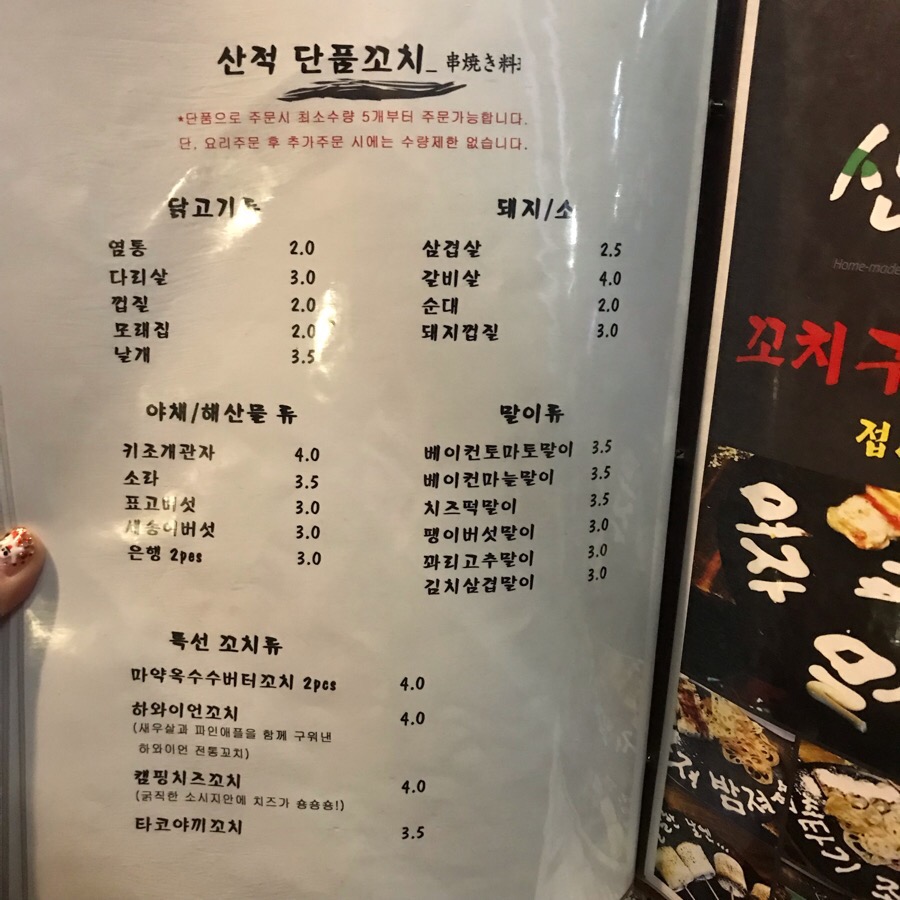 산적 단품꼬치_ 串焼き料
*단품으로 주문시 최소수량 5개부터 주문가능합니다.
단, 요리주문 후 추가주문 시에는 수량제한 없습니다.
닭고기류
염통 2.0
다리살 3.0
껍질 2.0
모래집 2.0
날개 3.5
돼지/소
삼겹살 2.5
갈비살 4.0
순대 2.0
돼지껍질 3.0
야채/해산물 류
키조개관자 4.0
소라 3.5
표고버섯 3.0
새송이버섯 3.0
은행 2pcs 3.0
말이류
베이컨토마토말이 3.5
베이컨마늘말이 3.5
치즈떡말이 3.5
팽이버섯말이 3.0
꽈리고추말이 3.0
김치삼겹말이 3.0
특선 꼬치류
마약옥수수버터꼬치 2pcs 4.0
하와이언꼬치 4.0
(새우살과 파인애플을 함께 구워낸
하와이언 전통꼬치)
캠핑치즈꼬치 4.0
(굵직한 소시지안에 치즈가 숑숑숑!)
타코야끼꼬치 3.5
Home-made
꼬치
야자